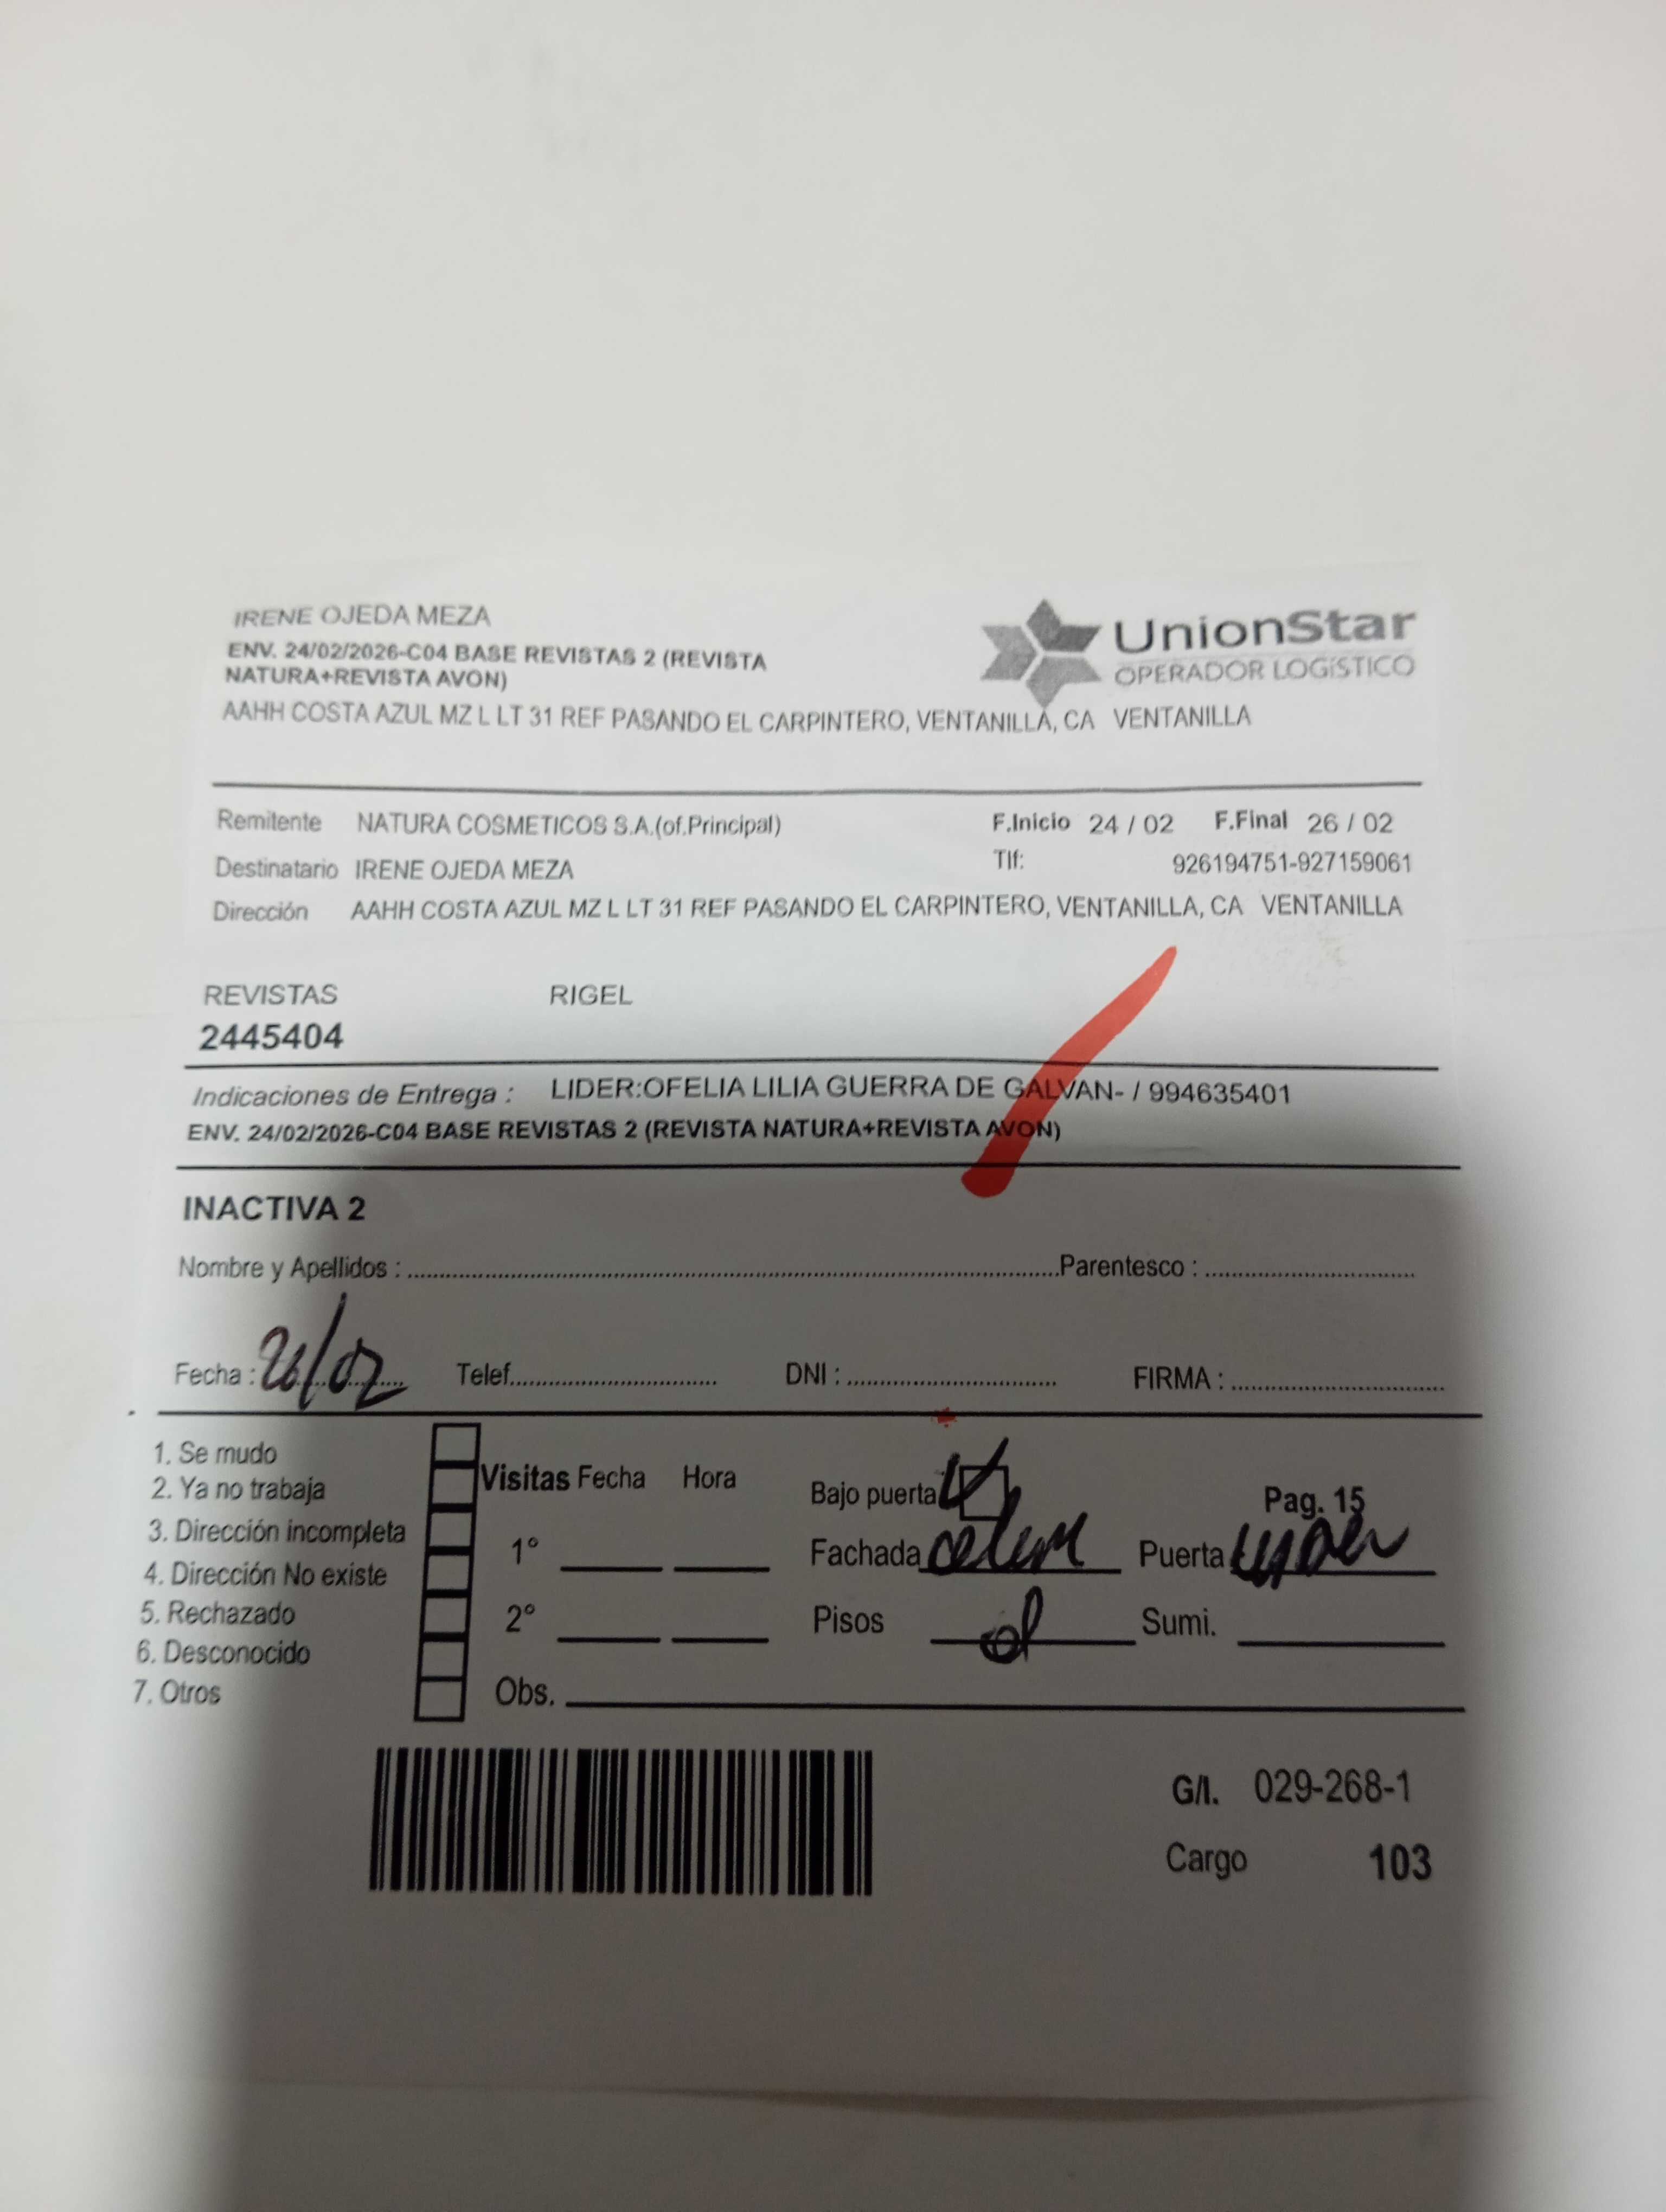 IRENE OJEDA MEZA
ENV. 24/02/2026-C04 BASE REVISTAS 2 (REVISTA
NATURA+REVISTA AVON)
AAHH COSTA AZUL MZ L LT 31 REF PASANDO EL CARPINTERO, VENTANILLA, CA VENTANILLA
UnionStar
OPERADOR LOGÍSTICO
Remitente NATURA COSMETICOS S.A.(of.Principal) F.Inicio 24 / 02 F.Final 26 / 02
Destinatario IRENE OJEDA MEZA Tlf: 926194751-927159061
Dirección AAHH COSTA AZUL MZ L LT 31 REF PASANDO EL CARPINTERO, VENTANILLA, CA VENTANILLA
REVISTAS RIGEL
2445404
Indicaciones de Entrega : LIDER:OFELIA LILIA GUERRA DE GALVAN- / 994635401
ENV. 24/02/2026-C04 BASE REVISTAS 2 (REVISTA NATURA+REVISTA AVON)
INACTIVA 2
Nombre y Apellidos : Parentesco :
Fecha : 26/02 Telef. DNI : FIRMA :
1. Se mudo
2. Ya no trabaja
3. Dirección incompleta
4. Dirección No existe
5. Rechazado
6. Desconocido
7. Otros
Visitas Fecha Hora
1°
2°
Obs.
Bajo puerta Pag. 15
Fachada Puerta
Pisos Sumi.
G/I. 029-268-1
Cargo 103